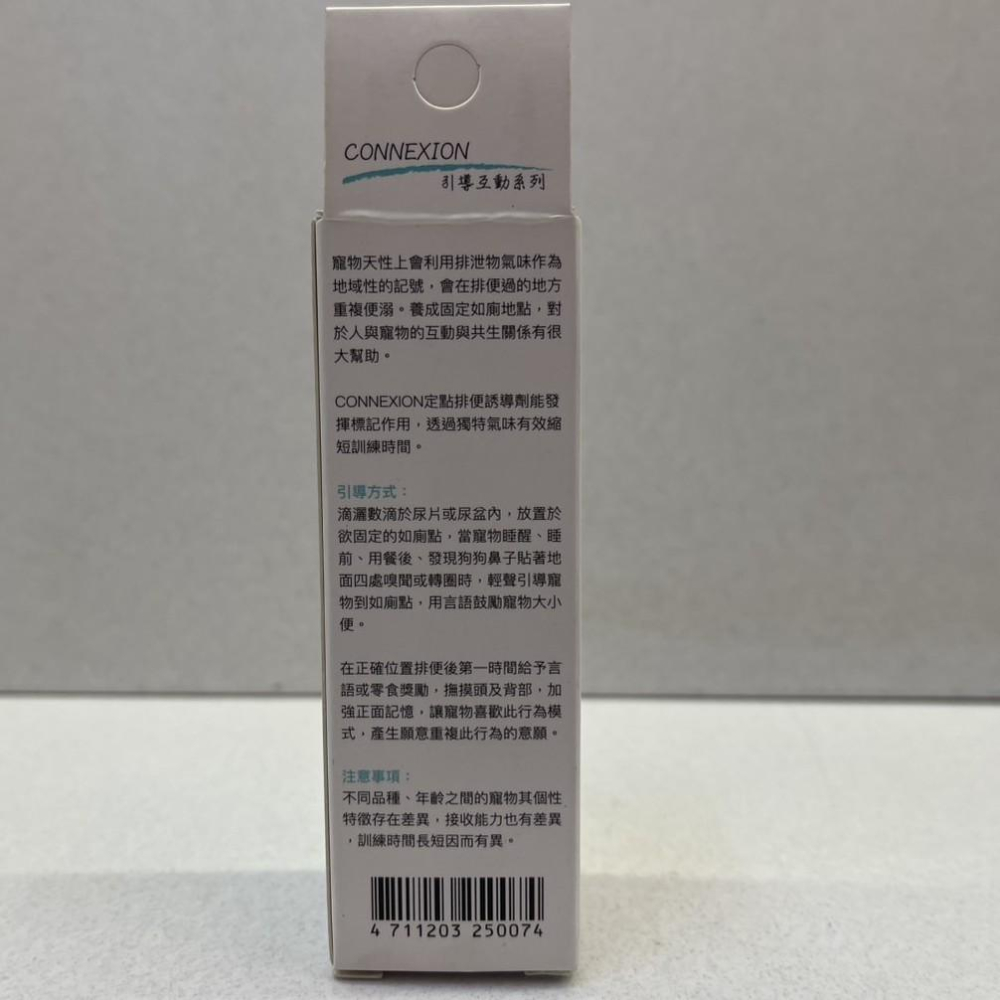 CONNEXION
引導互動系列
寵物天性上會利用排泄物氣味作為
地域性的記號，會在排便過的地方
重複便溺。養成固定如廁地點，對
於人與寵物的互動與共生關係有很
大幫助。
CONNEXION定點排便誘導劑能發
揮標記作用，透過獨特氣味有效縮
短訓練時間。
引導方式：
滴灑數滴於尿片或尿盆內，放置於
欲固定的如廁點，當寵物睡醒、睡
前、用餐後、發現狗狗鼻子貼著地
面四處嗅聞或轉圈時，輕聲引導寵
物到如廁點，用言語鼓勵寵物大小
便。
在正確位置排便後第一時間給予言
語或零食獎勵，撫摸頭及背部，加
強正面記憶，讓寵物喜歡此行為模
式，產生願意重複此行為的意願。
注意事項：
不同品種、年齡之間的寵物其個性
特徵存在差異，接收能力也有差異
，訓練時間長短因而有異。
4 711203 250074